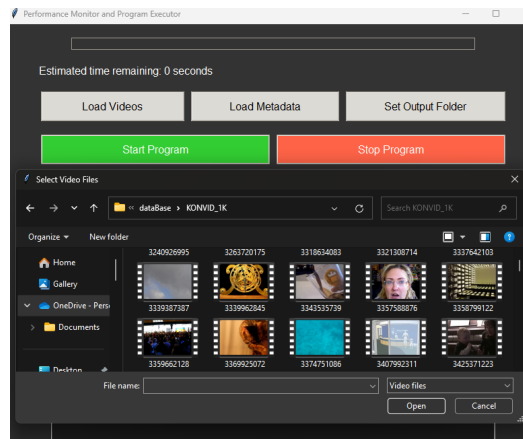 Performance Monitor and Program Executor
Estimated time remaining: 0 seconds
Load Videos Load Metadata Set Output Folder
Start Program Stop Program
Select Video Files
« dataBase › KONVID_1K Search KONVID_1K
Organize New folder
Home
Gallery
OneDrive - Pers
Documents
Desktop
3240926995 3263720175 3318634083 3321308714 3337642103
3339387387 3339962845 3343535739 3357588876 3358799122
3359662128 3369925072 3374751086 3407992311 3425371223
File name: Video files
Open Cancel